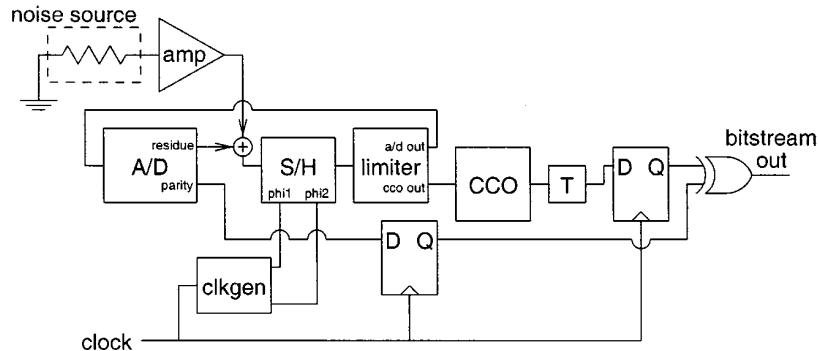 noise source
amp
residue
A/D
parity
+
S/H
phi1 phi2
a/d out
limiter
cco out
CCO
T
D Q
bitstream
out
D Q
clkgen
clock